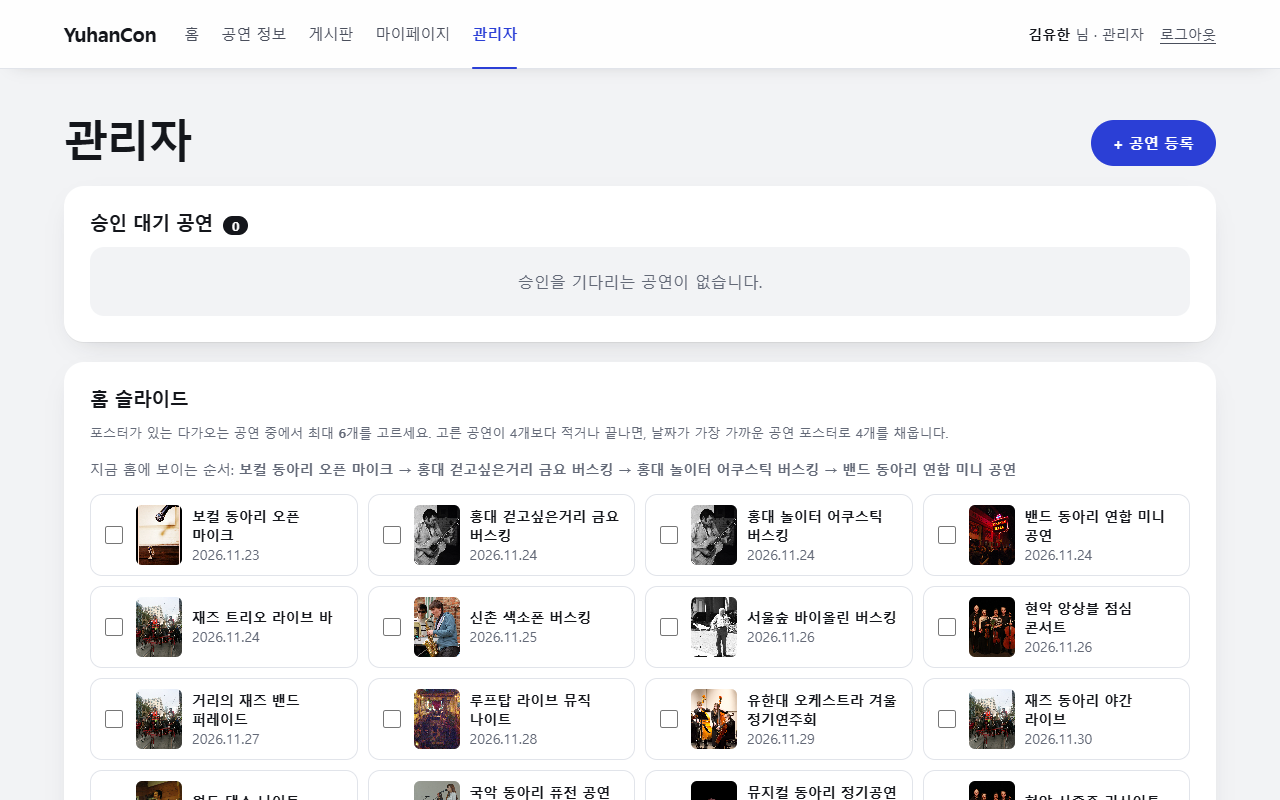 YuhanCon 홈 공연 정보 게시판 마이페이지 관리자 김유한 님 · 관리자 로그아웃
관리자
+ 공연 등록
승인 대기 공연 0
승인을 기다리는 공연이 없습니다.
홈 슬라이드
포스터가 있는 다가오는 공연 중에서 최대 6개를 고르세요. 고른 공연이 4개보다 적거나 끝나면, 날짜가 가장 가까운 공연 포스터로 4개를 채웁니다.
지금 홈에 보이는 순서: 보컬 동아리 오픈 마이크 → 홍대 걷고싶은거리 금요 버스킹 → 홍대 놀이터 어쿠스틱 버스킹 → 밴드 동아리 연합 미니 공연
보컬 동아리 오픈
마이크
2026.11.23
홍대 걷고싶은거리 금요
버스킹
2026.11.24
홍대 놀이터 어쿠스틱
버스킹
2026.11.24
밴드 동아리 연합 미니
공연
2026.11.24
재즈 트리오 라이브 바
2026.11.24
신촌 색소폰 버스킹
2026.11.25
서울숲 바이올린 버스킹
2026.11.26
현악 앙상블 점심
콘서트
2026.11.26
거리의 재즈 밴드
퍼레이드
2026.11.27
루프탑 라이브 뮤직
나이트
2026.11.28
유한대 오케스트라 겨울
정기연주회
2026.11.29
재즈 동아리 야간
라이브
2026.11.30
국악 동아리 퓨전 공연
뮤지컬 동아리 정기공연